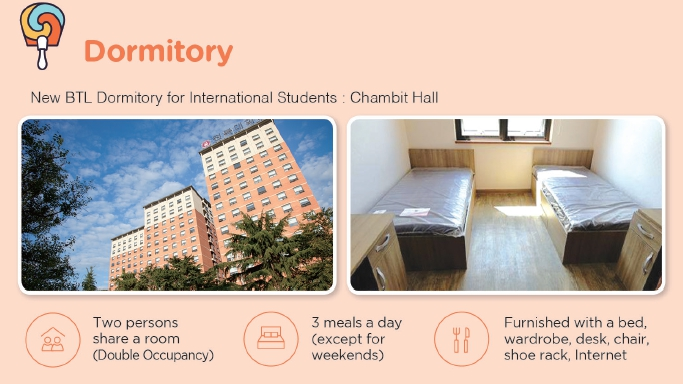 Dormitory
New BTL Dormitory for International Students : Chambit Hall
Two persons
share a room
(Double Occupancy)
3 meals a day
(except for
weekends)
Furnished with a bed,
wardrobe, desk, chair,
shoe rack, Internet